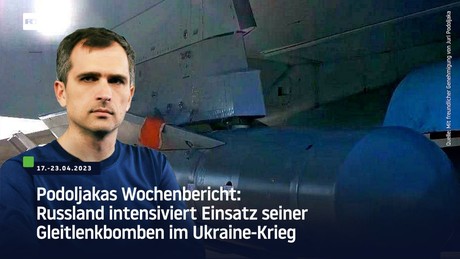 17.-23.04.2023
Podoljakas Wochenbericht:
Russland intensiviert Einsatz seiner
Gleitlenkbomben im Ukraine-Krieg